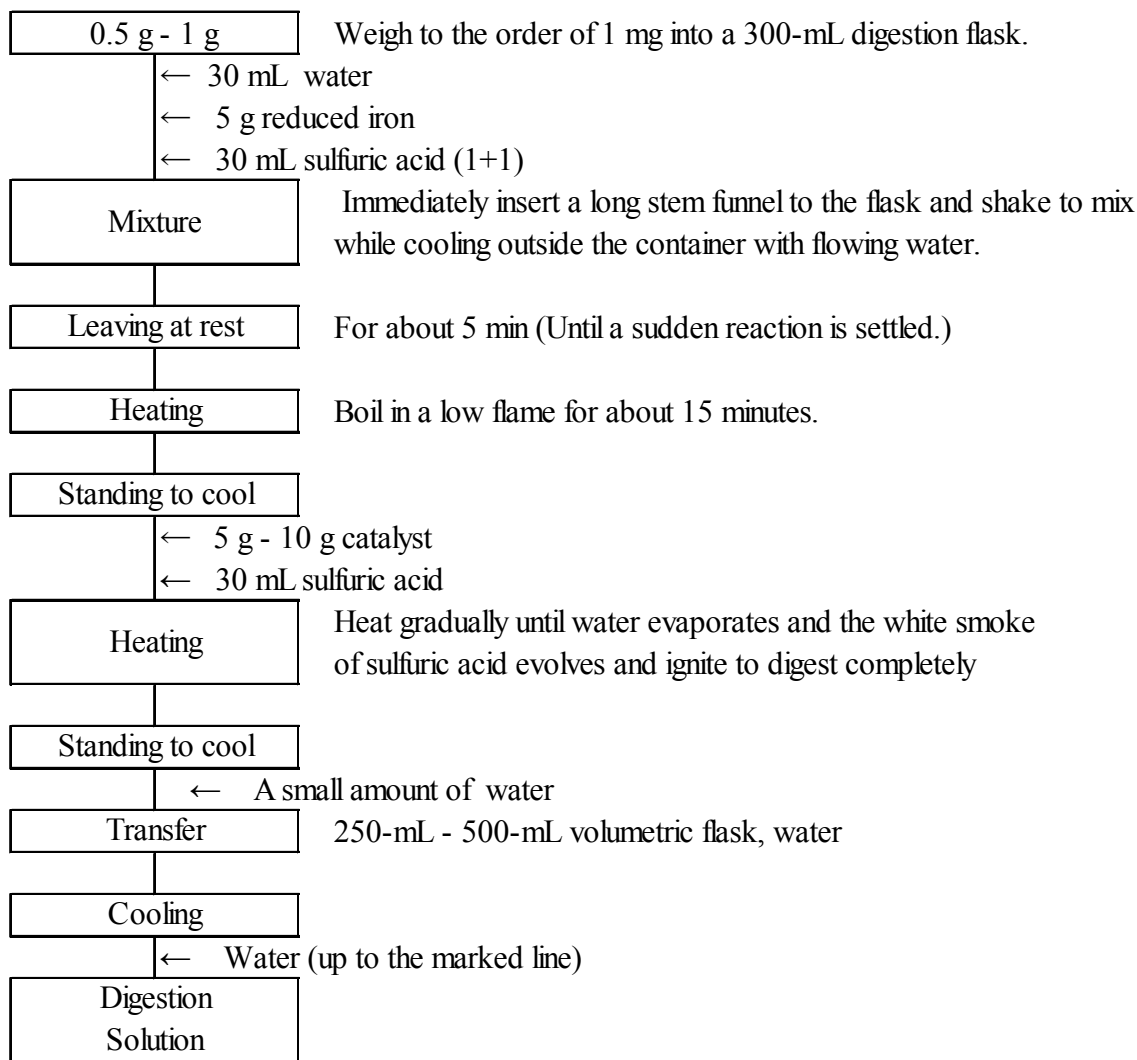 0.5 g - 1 g Weigh to the order of 1 mg into a 300-mL digestion flask.
← 30 mL water
← 5 g reduced iron
← 30 mL sulfuric acid (1+1)
Mixture
Immediately insert a long stem funnel to the flask and shake to mix
while cooling outside the container with flowing water.
Leaving at rest For about 5 min (Until a sudden reaction is settled.)
Heating Boil in a low flame for about 15 minutes.
Standing to cool
← 5 g - 10 g catalyst
← 30 mL sulfuric acid
Heating
Heat gradually until water evaporates and the white smoke
of sulfuric acid evolves and ignite to digest completely
Standing to cool
← A small amount of water
Transfer 250-mL - 500-mL volumetric flask, water
Cooling
← Water (up to the marked line)
Digestion
Solution